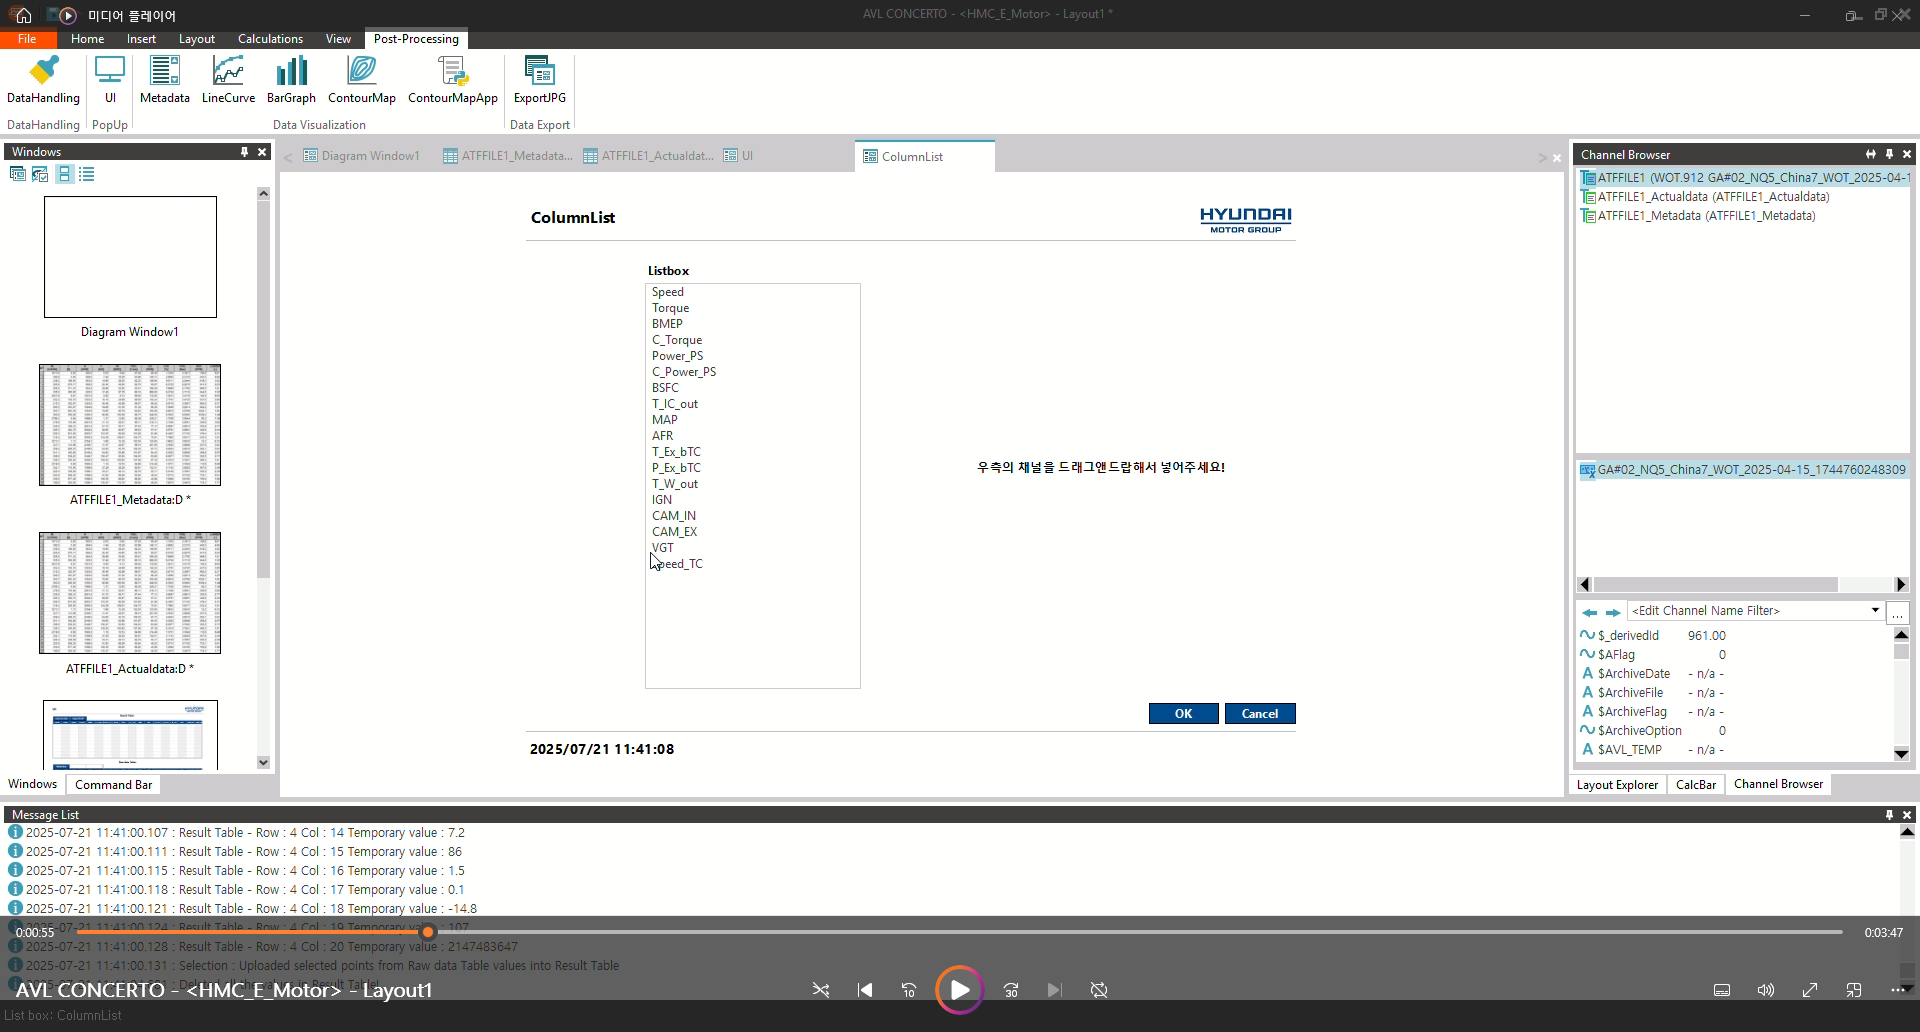 미디어 플레이어
AVL CONCERTO - <HMC_E_Motor> - Layout1 *
File Home Insert Layout Calculations View Post-Processing
DataHandling UI Metadata LineCurve BarGraph ContourMap ContourMapApp ExportJPG
DataHandling PopUp Data Visualization Data Export
Windows
Diagram Window1
ATFFILE1_Metadata:D *
ATFFILE1_Actualdata:D *
Windows Command Bar
Diagram Window1 ATFFILE1_Metadata... ATFFILE1_Actualdat... UI ColumnList
ColumnList
HYUNDAI
MOTOR GROUP
Listbox
Speed
Torque
BMEP
C_Torque
Power_PS
C_Power_PS
BSFC
T_IC_out
MAP
AFR
T_Ex_bTC
P_Ex_bTC
T_W_out
IGN
CAM_IN
CAM_EX
VGT
peed_TC
우측의 채널을 드래그앤드랍해서 넣어주세요!
OK Cancel
2025/07/21 11:41:08
Channel Browser
ATFFILE1 (WOT.912 GA#02_NQ5_China7_WOT_2025-04-1
ATFFILE1_Actualdata (ATFFILE1_Actualdata)
ATFFILE1_Metadata (ATFFILE1_Metadata)
GA#02_NQ5_China7_WOT_2025-04-15_1744760248309
<Edit Channel Name Filter> ...
$_derivedId 961.00
$AFlag 0
$ArchiveDate - n/a -
$ArchiveFile - n/a -
$ArchiveFlag - n/a -
$ArchiveOption 0
$AVL_TEMP - n/a -
Layout Explorer CalcBar Channel Browser
Message List
2025-07-21 11:41:00.107 : Result Table - Row : 4 Col : 14 Temporary value : 7.2
2025-07-21 11:41:00.111 : Result Table - Row : 4 Col : 15 Temporary value : 86
2025-07-21 11:41:00.115 : Result Table - Row : 4 Col : 16 Temporary value : 1.5
2025-07-21 11:41:00.118 : Result Table - Row : 4 Col : 17 Temporary value : 0.1
2025-07-21 11:41:00.121 : Result Table - Row : 4 Col : 18 Temporary value : -14.8
2025-07-21 11:41:00.124 : Result Table - Row : 4 Col : 19 Temporary value : 107
0:00:55 0:03:47
2025-07-21 11:41:00.128 : Result Table - Row : 4 Col : 20 Temporary value : 2147483647
2025-07-21 11:41:00.131 : Selection : Uploaded selected points from Raw data Table values into Result Table
AVL CONCERTO - <HMC_E_Motor> - Layout1
10 30
List box: ColumnList